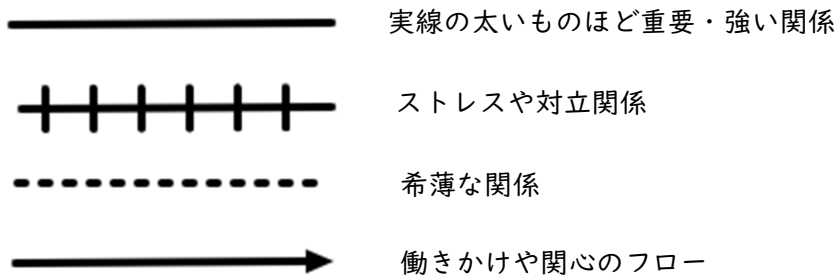 実線の太いものほど重要・強い関係
ストレスや対立関係
希薄な関係
働きかけや関心のフロー